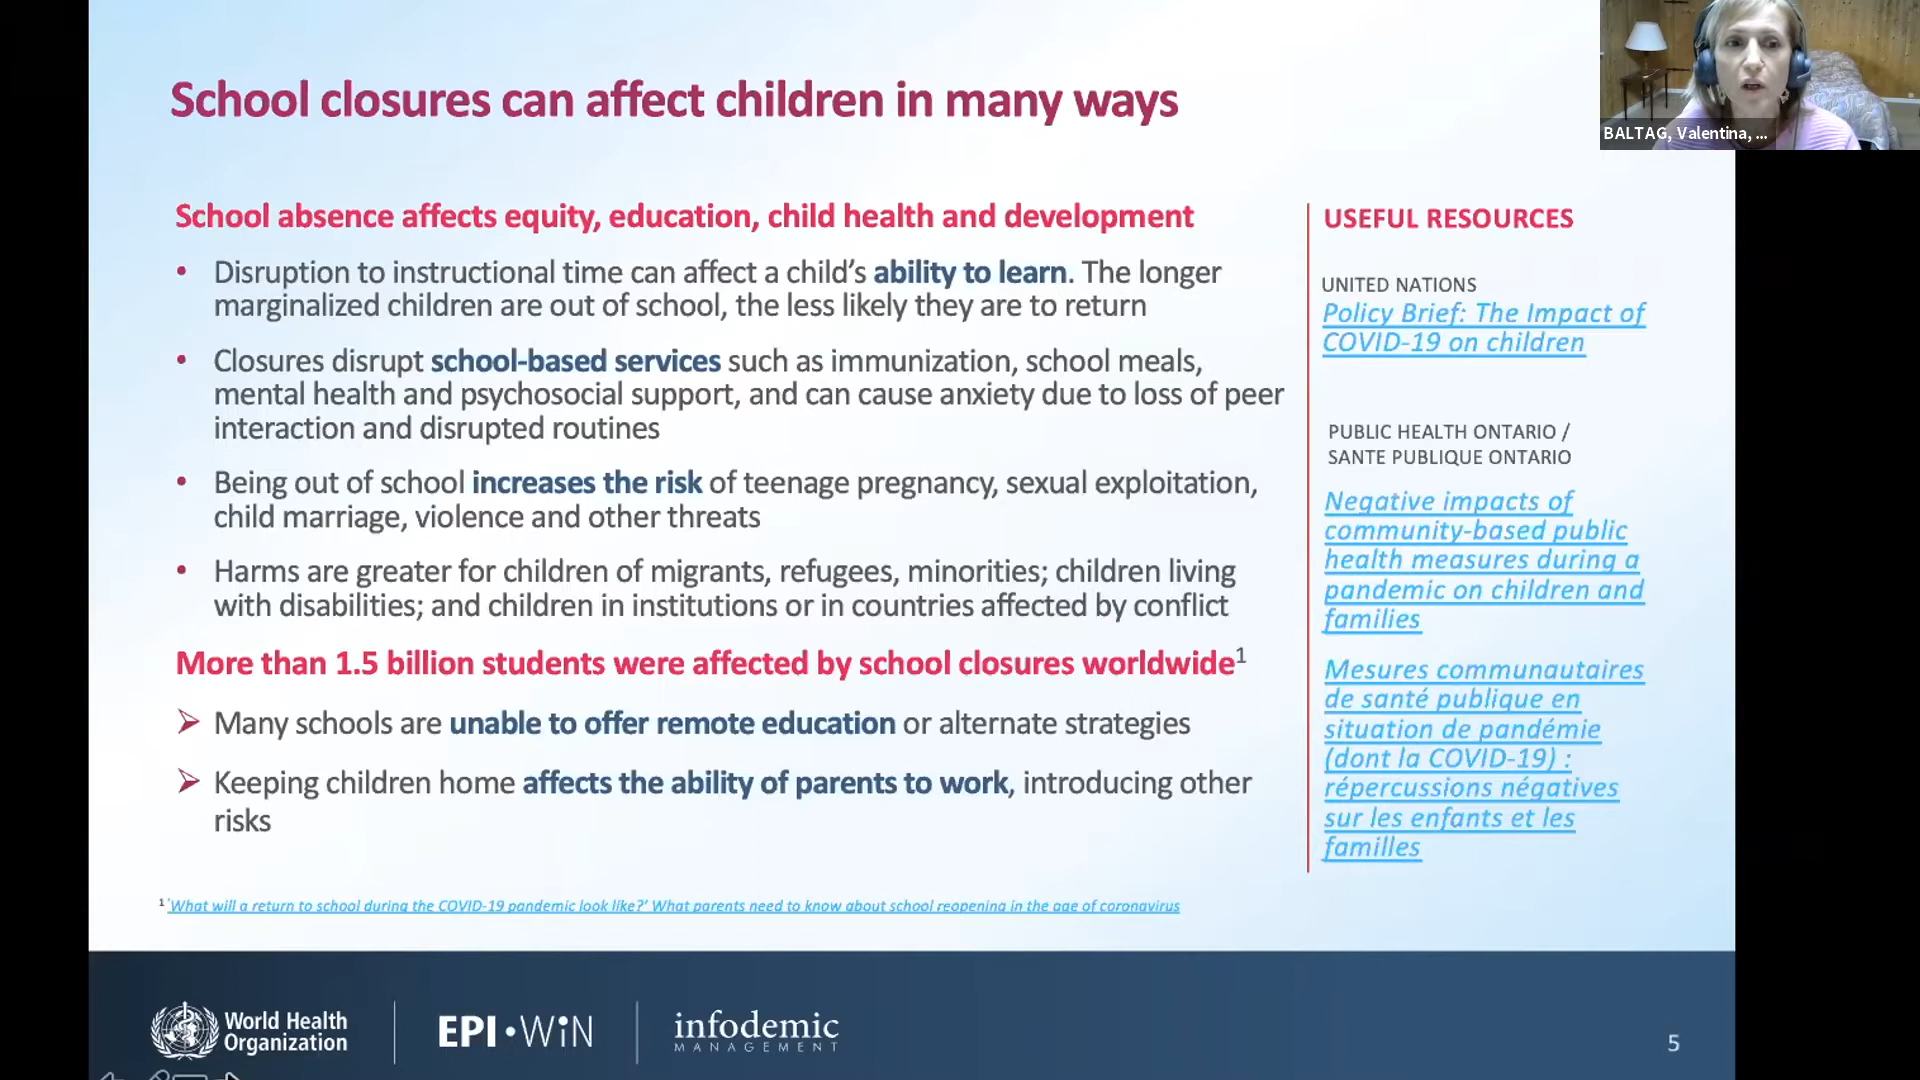 School closures can affect children in many ways
BALTAG, Valentina, ...
School absence affects equity, education, child health and development
• Disruption to instructional time can affect a child’s ability to learn. The longer
marginalized children are out of school, the less likely they are to return
• Closures disrupt school-based services such as immunization, school meals,
mental health and psychosocial support, and can cause anxiety due to loss of peer
interaction and disrupted routines
• Being out of school increases the risk of teenage pregnancy, sexual exploitation,
child marriage, violence and other threats
• Harms are greater for children of migrants, refugees, minorities; children living
with disabilities; and children in institutions or in countries affected by conflict
More than 1.5 billion students were affected by school closures worldwide1
➢ Many schools are unable to offer remote education or alternate strategies
➢ Keeping children home affects the ability of parents to work, introducing other
risks
USEFUL RESOURCES
UNITED NATIONS
Policy Brief: The Impact of
COVID-19 on children
PUBLIC HEALTH ONTARIO /
SANTE PUBLIQUE ONTARIO
Negative impacts of
community-based public
health measures during a
pandemic on children and
families
Mesures communautaires
de santé publique en
situation de pandémie
(dont la COVID-19) :
répercussions négatives
sur les enfants et les
familles
1 ‘What will a return to school during the COVID-19 pandemic look like?’ What parents need to know about school reopening in the age of coronavirus
World Health
Organization
EPI•WiN
infodemic
MANAGEMENT
5